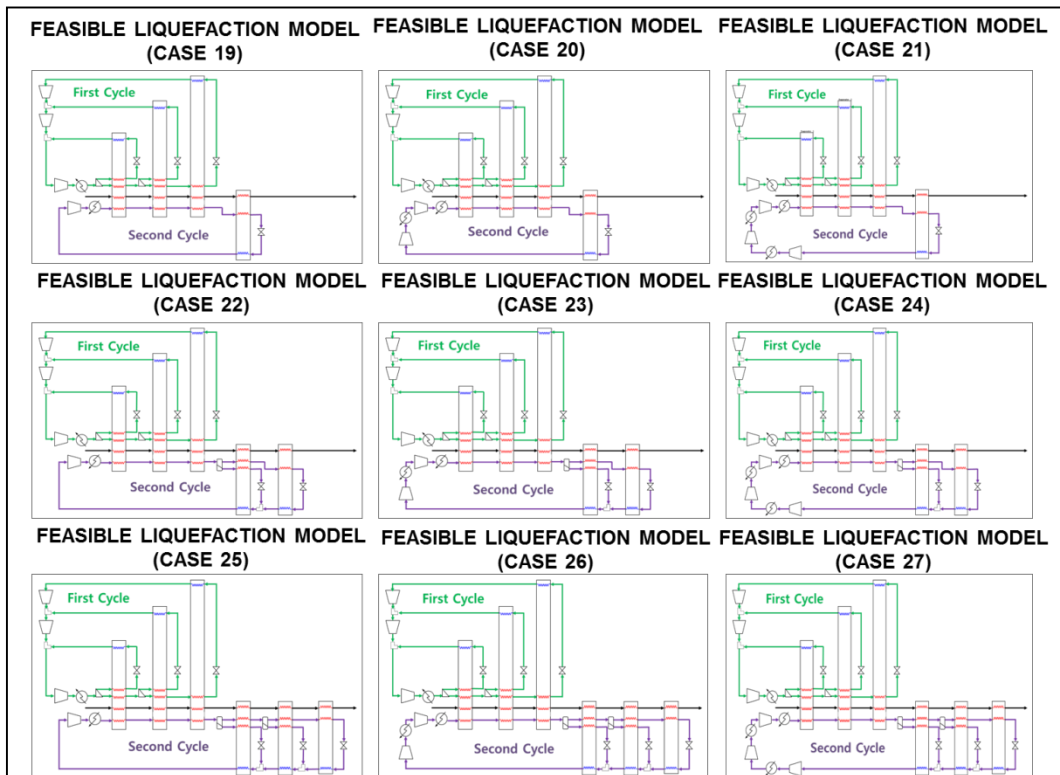 FEASIBLE LIQUEFACTION MODEL
(CASE 19)
First Cycle
Second Cycle
FEASIBLE LIQUEFACTION MODEL
(CASE 20)
First Cycle
Second Cycle
FEASIBLE LIQUEFACTION MODEL
(CASE 21)
First Cycle
Second Cycle
FEASIBLE LIQUEFACTION MODEL
(CASE 22)
First Cycle
Second Cycle
FEASIBLE LIQUEFACTION MODEL
(CASE 23)
First Cycle
Second Cycle
FEASIBLE LIQUEFACTION MODEL
(CASE 24)
First Cycle
Second Cycle
FEASIBLE LIQUEFACTION MODEL
(CASE 25)
First Cycle
Second Cycle
FEASIBLE LIQUEFACTION MODEL
(CASE 26)
First Cycle
Second Cycle
FEASIBLE LIQUEFACTION MODEL
(CASE 27)
First Cycle
Second Cycle